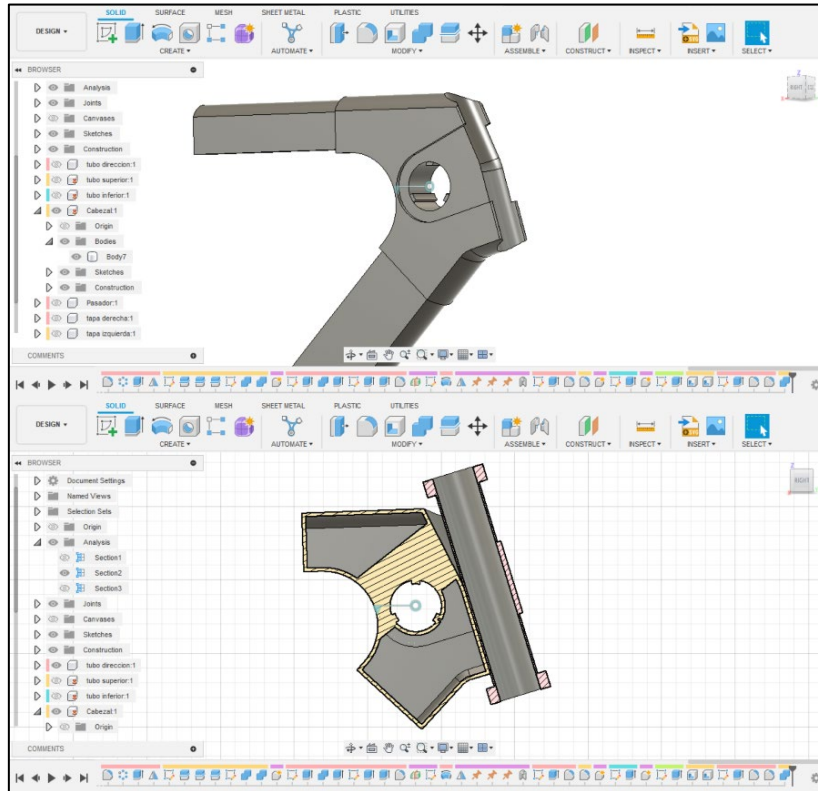 SOLID SURFACE MESH SHEET METAL PLASTIC UTILITIES
DESIGN
CREATE AUTOMATE MODIFY ASSEMBLE CONSTRUCT INSPECT INSERT SELECT
BROWSER
RIGHT
Analysis
Joints
Canvases
Sketches
Construction
tubo direccion:1
tubo superior:1
tubo inferior:1
Cabezal:1
Origin
Bodies
Body7
Sketches
Construction
Pasador:1
tapa derecha:1
tapa izquierda:1
COMMENTS
SOLID SURFACE MESH SHEET METAL PLASTIC UTILITIES
DESIGN
CREATE AUTOMATE MODIFY ASSEMBLE CONSTRUCT INSPECT INSERT SELECT
BROWSER
RIGHT
Document Settings
Named Views
Selection Sets
Origin
Analysis
Section1
Section2
Section3
Joints
Canvases
Sketches
Construction
tubo direccion:1
tubo superior:1
tubo inferior:1
Cabezal:1
Origin
COMMENTS